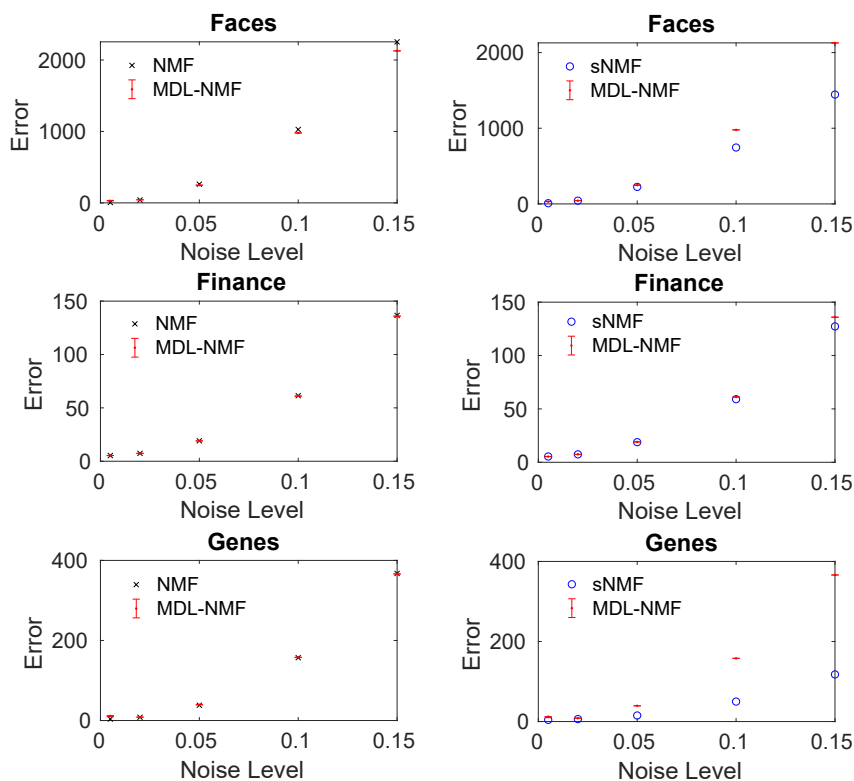 Faces
2000
1000
0
Error
NMF
MDL-NMF
0
0.05
0.1
0.15
Noise Level
Faces
2000
1000
0
Error
sNMF
MDL-NMF
0
0.05
0.1
0.15
Noise Level
Finance
150
100
50
0
Error
NMF
MDL-NMF
0
0.05
0.1
0.15
Noise Level
Finance
150
100
50
0
Error
sNMF
MDL-NMF
0
0.05
0.1
0.15
Noise Level
Genes
400
200
0
Error
NMF
MDL-NMF
0
0.05
0.1
0.15
Noise Level
Genes
400
200
0
Error
sNMF
MDL-NMF
0
0.05
0.1
0.15
Noise Level